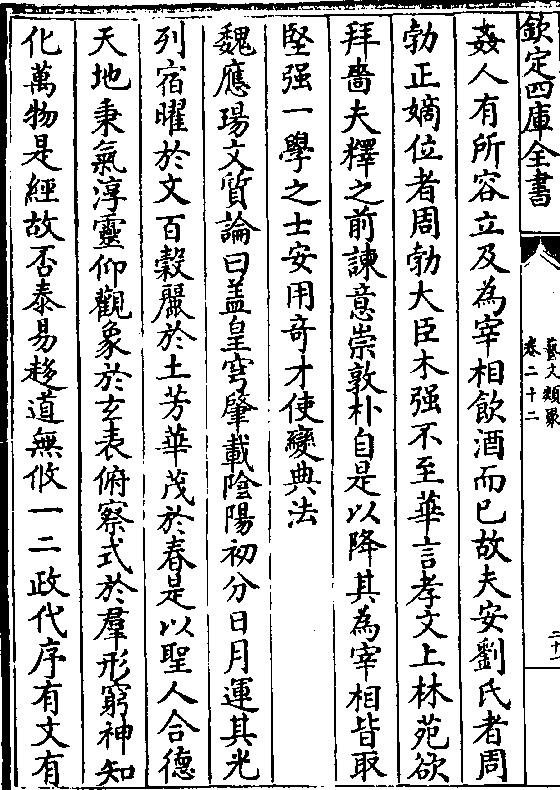 欽定四庫全書
藝文類聚
卷二十二
姦人有所容立及為宰相飲酒而已故夫安劉氏者周
勃正嫡位者周勃大臣木强不至華言孝文上林苑欲
拜嗇夫釋之前諫意崇敦朴自是以降其為宰相皆取
堅强一學之士安用奇才使變典法
魏應瑒文質論曰盖皇穹肇載陰陽初分日月運其光
列宿曜於文百穀麗於土芳華茂於春是以聖人合德
天地秉氣淳靈仰觀象於玄表俯察式於羣形窮神知
化萬物是經故否泰易趍道無攸一二政代序有文有